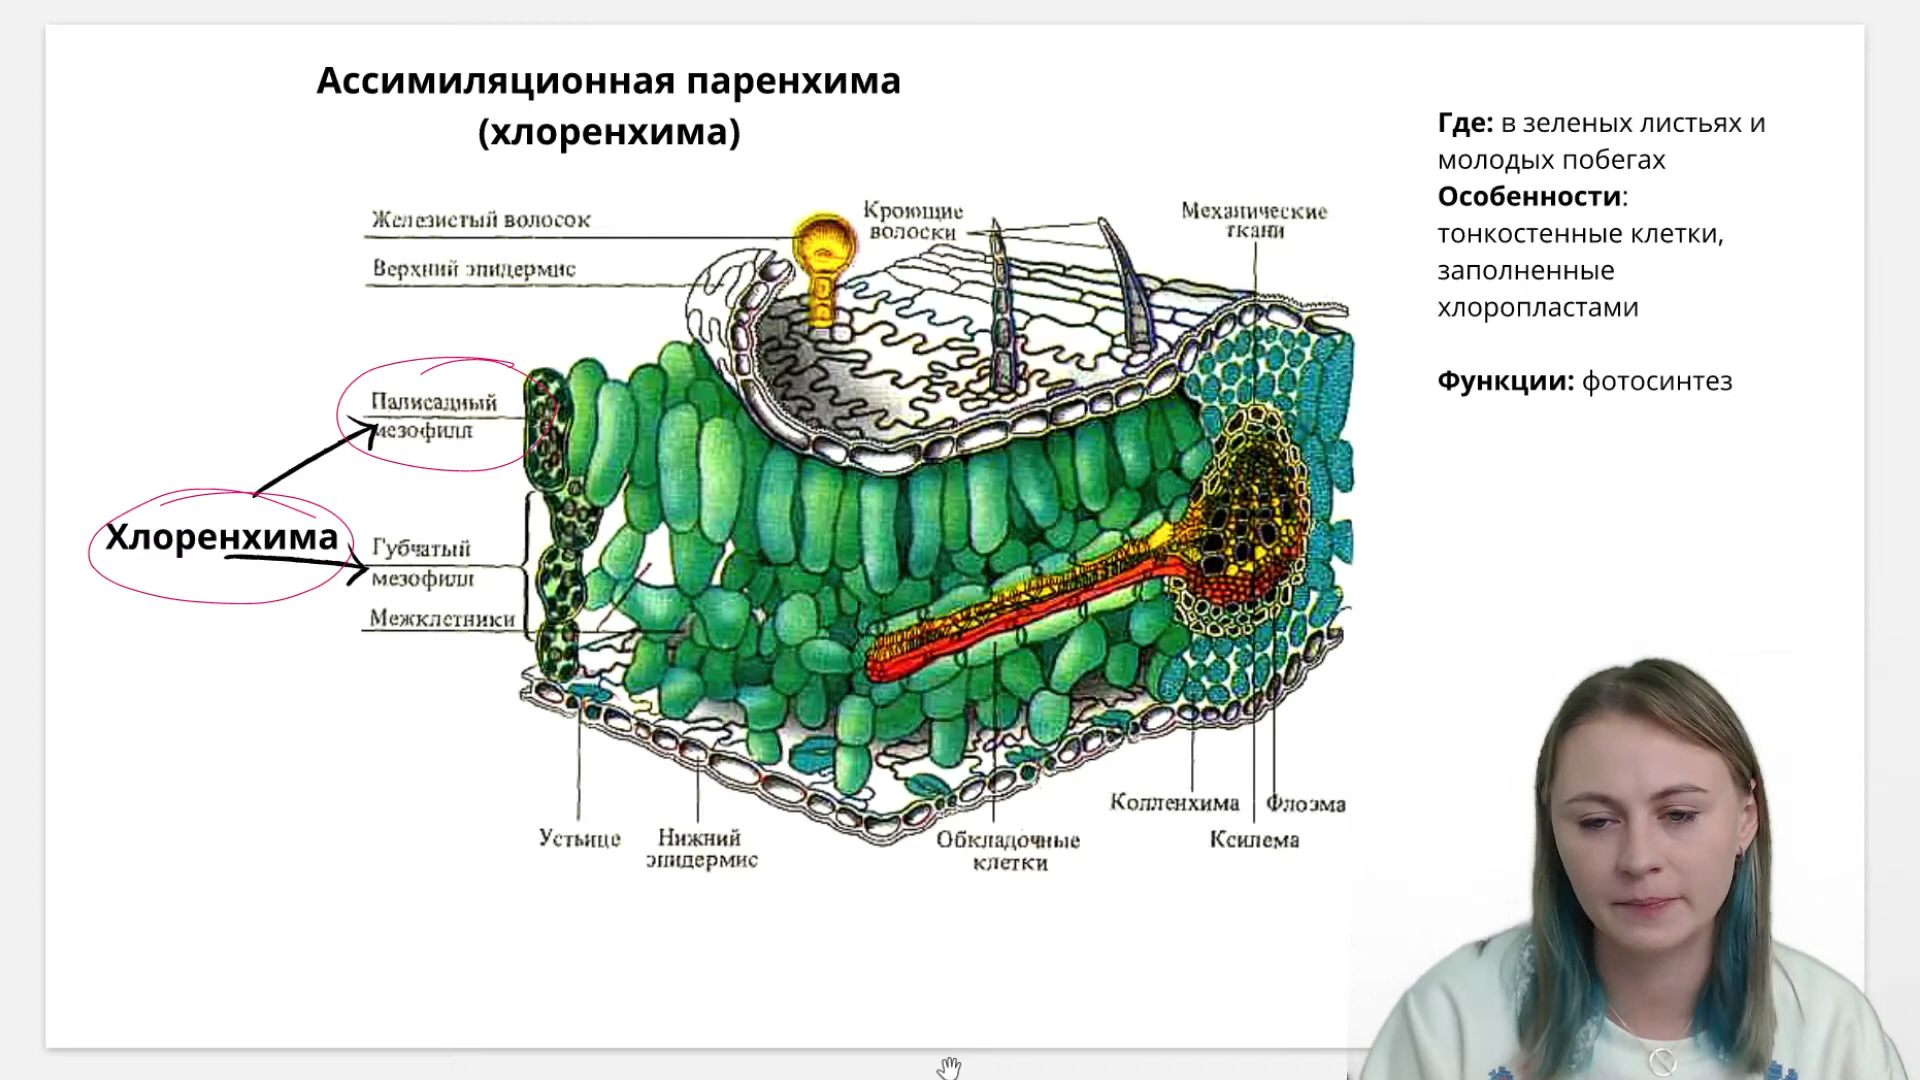 Ассимиляционная паренхима
(хлоренхима)
Где: в зеленых листьях и
молодых побегах
Особенности:
тонкостенные клетки,
заполненные
хлоропластами
Функции: фотосинтез
Железистый волосок
Верхний эпидермис
Кроющие
волоски
Механические
ткани
Палисадный
мезофилл
Хлоренхима
Губчатый
мезофилл
Межклетники
Устьице
Нижний
эпидермис
Обкладочные
клетки
Колленхима
Флоэма
Ксилема